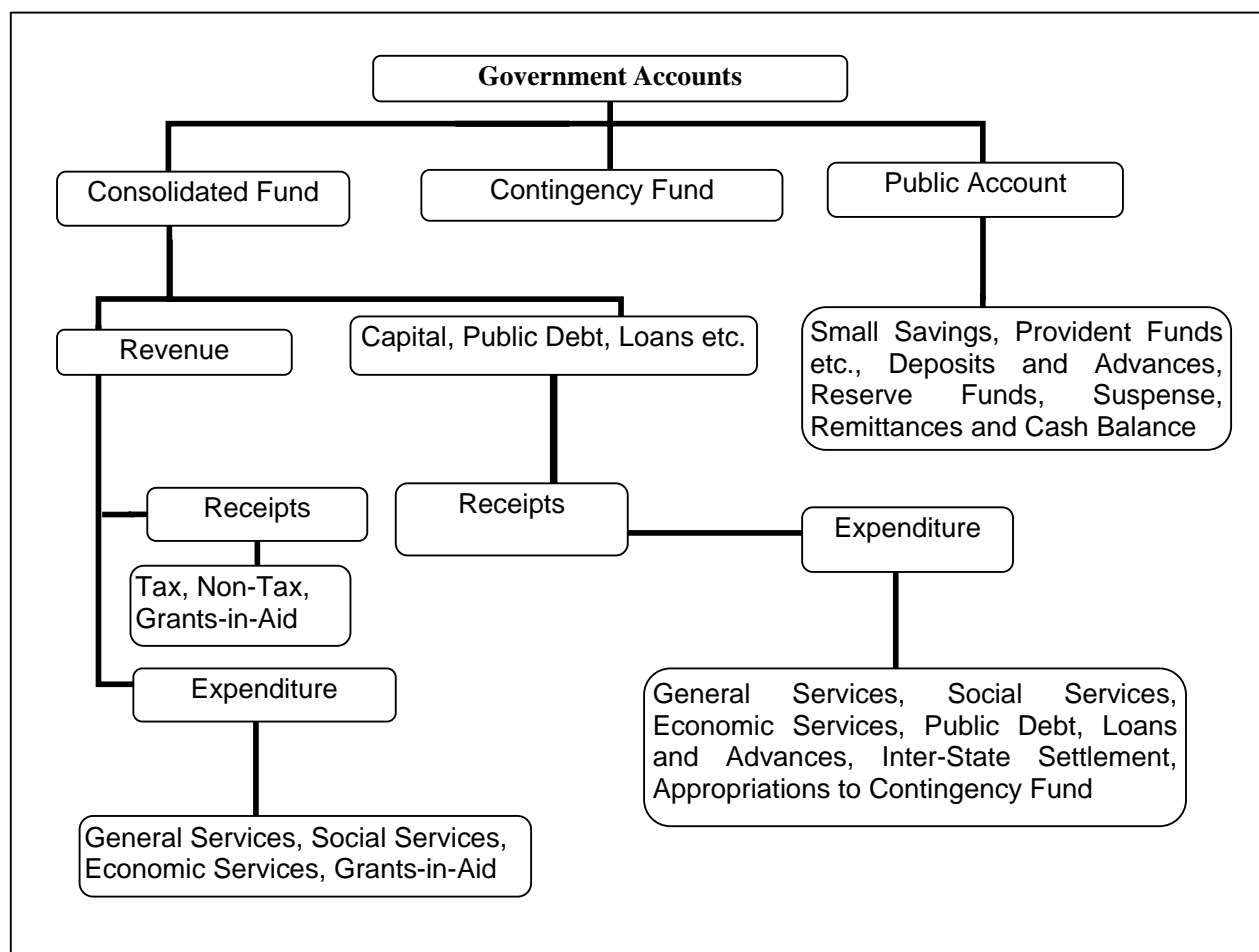 Government Accounts
Consolidated Fund
Contingency Fund
Public Account
Revenue
Capital, Public Debt, Loans etc.
Small Savings, Provident Funds
etc., Deposits and Advances,
Reserve Funds, Suspense,
Remittances and Cash Balance
Receipts
Receipts
Expenditure
Tax, Non-Tax,
Grants-in-Aid
Expenditure
General Services, Social Services,
Economic Services, Public Debt, Loans
and Advances, Inter-State Settlement,
Appropriations to Contingency Fund
General Services, Social Services,
Economic Services, Grants-in-Aid